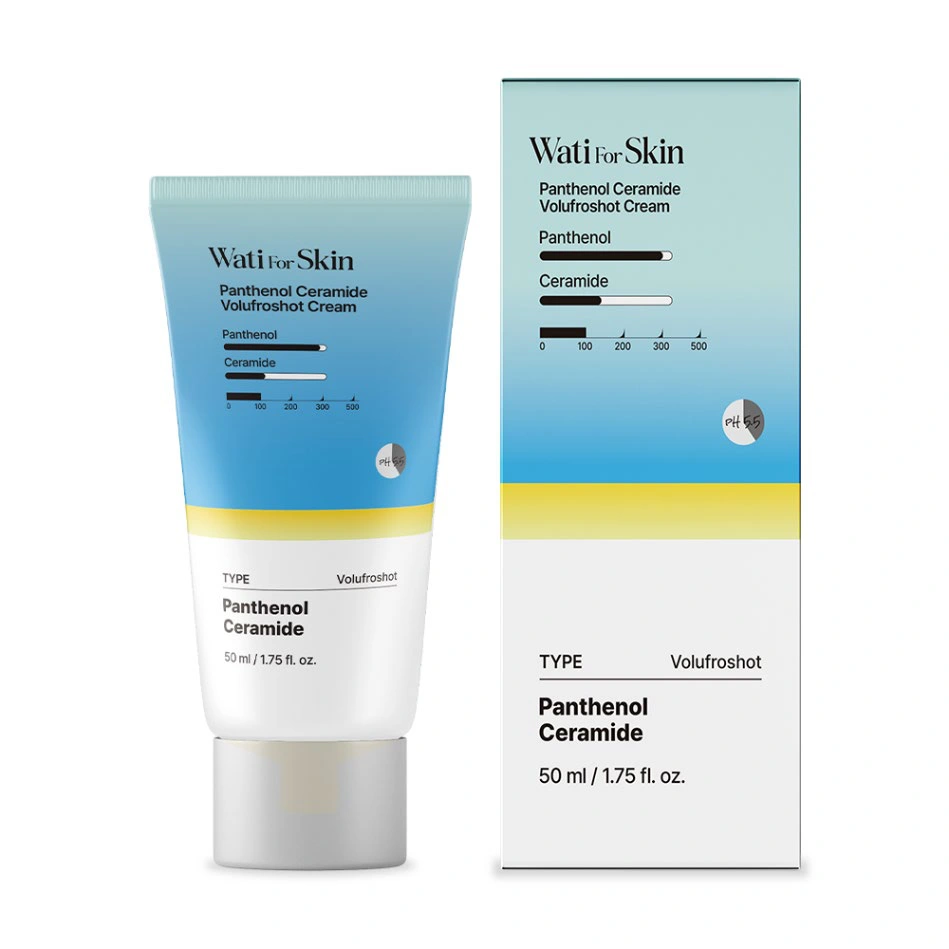 Wati For Skin
Panthenol Ceramide
Volufroshot Cream
Panthenol
Ceramide
0 100 200 300 500
PH 5.5
TYPE Volufroshot
Panthenol
Ceramide
50 ml / 1.75 fl. oz.
Wati For Skin
Panthenol Ceramide
Volufroshot Cream
Panthenol
Ceramide
0 100 200 300 500
PH 5.5
TYPE Volufroshot
Panthenol
Ceramide
50 ml / 1.75 fl. oz.